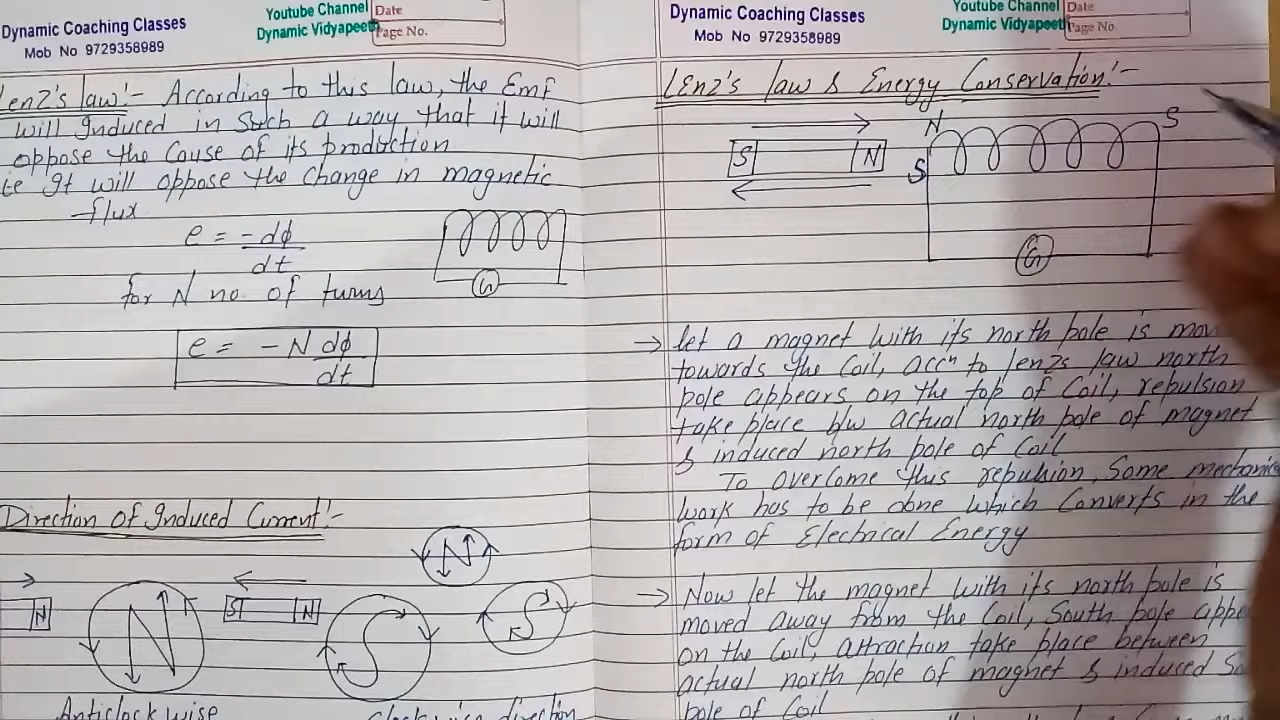 Dynamic Coaching Classes
Mob No 9729358989
Youtube Channel
Dynamic Vidyapeeth
Date
Page No.
Lenz's law:- According to this law, the Emf
will Induced in Such a way that it will
oppose the Cause of its production
ie It will oppose the Change in magnetic
flux
e = -dϕ
dt
G
for N no. of turns
e = -N dϕ
dt
Direction of Induced Current:-
N
N
S N
S
N
S
Anticlockwise
Clockwise direction
Dynamic Coaching Classes
Mob No 9729358989
Youtube Channel
Dynamic Vidyapeeth
Date
Page No.
Lenz's law & Energy Conservation:-
N S
S N S
G
→ let a magnet with its north pole is mov
towards the Coil, accⁿ to lenzs law north
pole appears on the top of Coil, repulsion
take place b/w actual north pole of magnet
& induced north pole of Coil
To overcome this repulsion, Some mechanic
work has to be done which Converts in the
form of Electrical Energy
→ Now let the magnet with its north pole is
moved away from the Coil, South pole appe
on the Coil, attraction take place between
actual north pole of magnet & induced So
pole of Coil